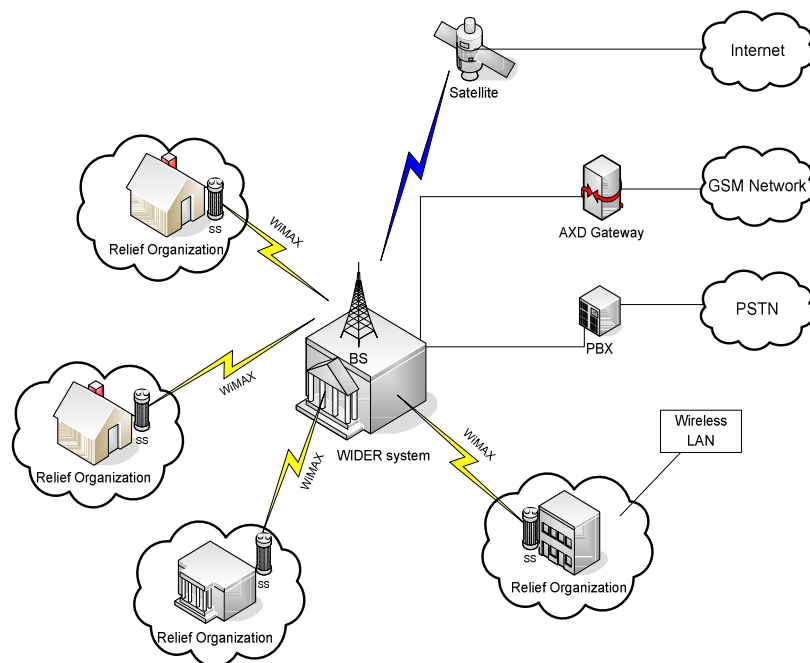 Internet
Satellite
GSM Network
AXD Gateway
SS
Relief Organization
WiMAX
PSTN
PBX
BS
WiMAX
SS
Relief Organization
Wireless
LAN
WIDER system
WiMAX
WiMAX
SS
Relief Organization
SS
Relief Organization